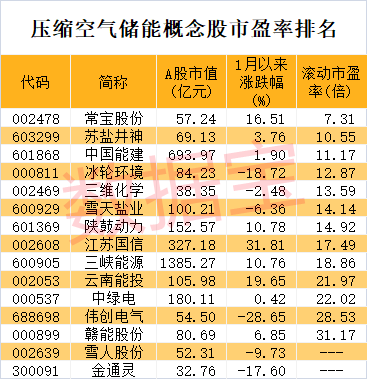 压缩空气储能概念股市盈率排名
代码 简称 A股市值(亿元) 1月以来涨跌幅(%) 滚动市盈率(倍)
002478 常宝股份 57.24 16.51 7.31
603299 苏盐井神 69.13 3.76 10.55
601868 中国能建 693.97 1.90 11.17
000811 冰轮环境 84.23 -18.72 12.87
002469 三维化学 38.35 -2.48 13.59
600929 雪天盐业 100.21 -6.36 14.14
601369 陕鼓动力 152.57 10.78 14.92
002608 江苏国信 327.18 31.81 17.49
600905 三峡能源 1385.27 10.76 18.86
002053 云南能投 105.98 19.65 21.97
000537 中绿电 180.11 0.42 22.02
688698 伟创电气 54.50 -28.65 28.53
000899 赣能股份 80.69 6.85 31.17
002639 雪人股份 52.31 -9.73 ---
300091 金通灵 32.76 -17.60 ---
数据宝